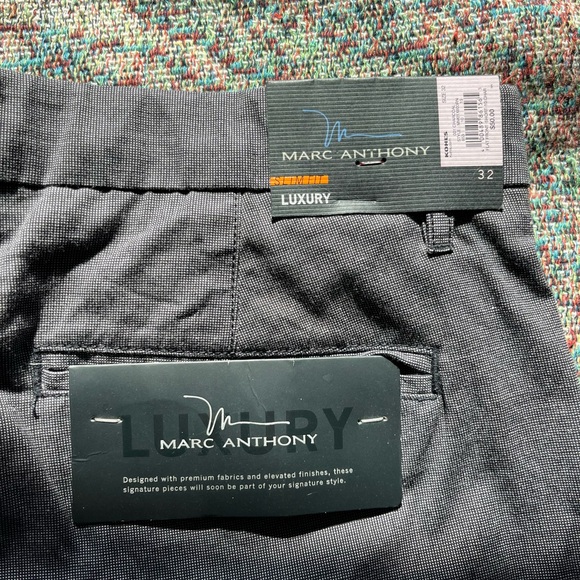 MARC ANTHONY
SLIM FIT
LUXURY
32
KOHLS
$50.00
LUXURY
MARC ANTHONY
Designed with premium fabrics and elevated finishes, these
signature pieces will soon be part of your signature style.